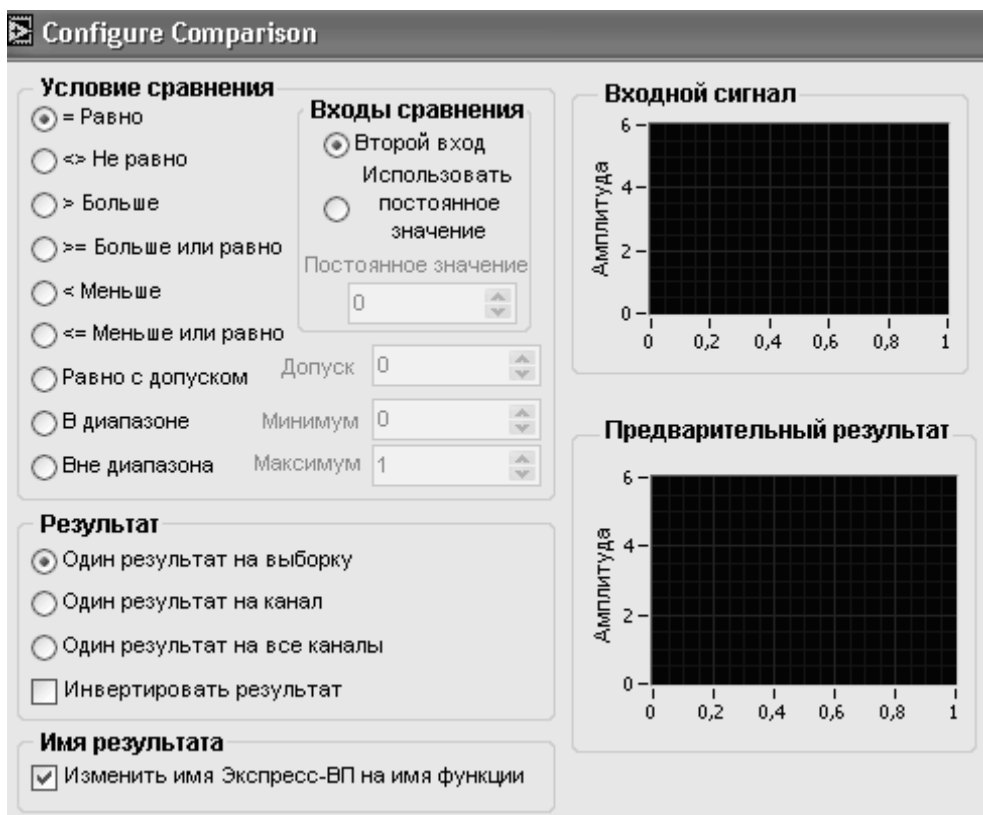 Configure Comparison
Условие сравнения
= Равно
<> Не равно
> Больше
>= Больше или равно
< Меньше
<= Меньше или равно
Равно с допуском
В диапазоне
Вне диапазона
Входы сравнения
Второй вход
Использовать
постоянное
значение
Постоянное значение
0
Допуск 0
Минимум 0
Максимум 1
Результат
Один результат на выборку
Один результат на канал
Один результат на все каналы
Инвертировать результат
Имя результата
Изменить имя Экспресс-ВП на имя функции
Входной сигнал
Амплитуда
6
4
2
0
0 0,2 0,4 0,6 0,8 1
Предварительный результат
Амплитуда
6
4
2
0
0 0,2 0,4 0,6 0,8 1